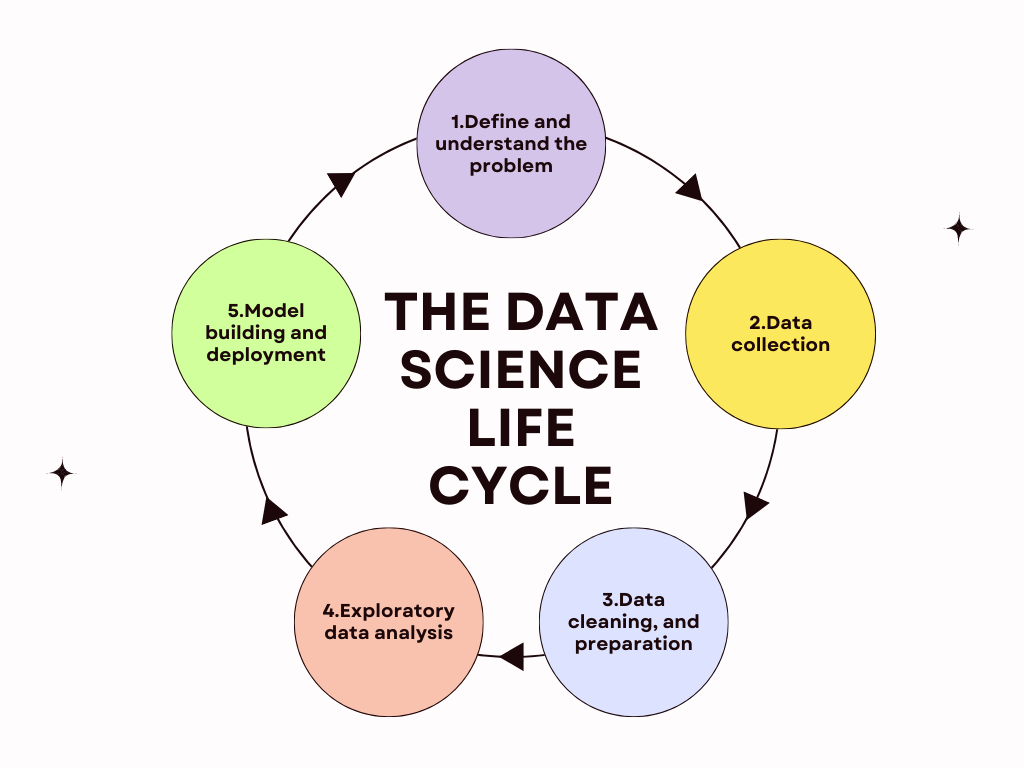 1.Define and
understand the
problem
2.Data
collection
3.Data
cleaning, and
preparation
4.Exploratory
data analysis
5.Model
building and
deployment
THE DATA
SCIENCE
LIFE
CYCLE